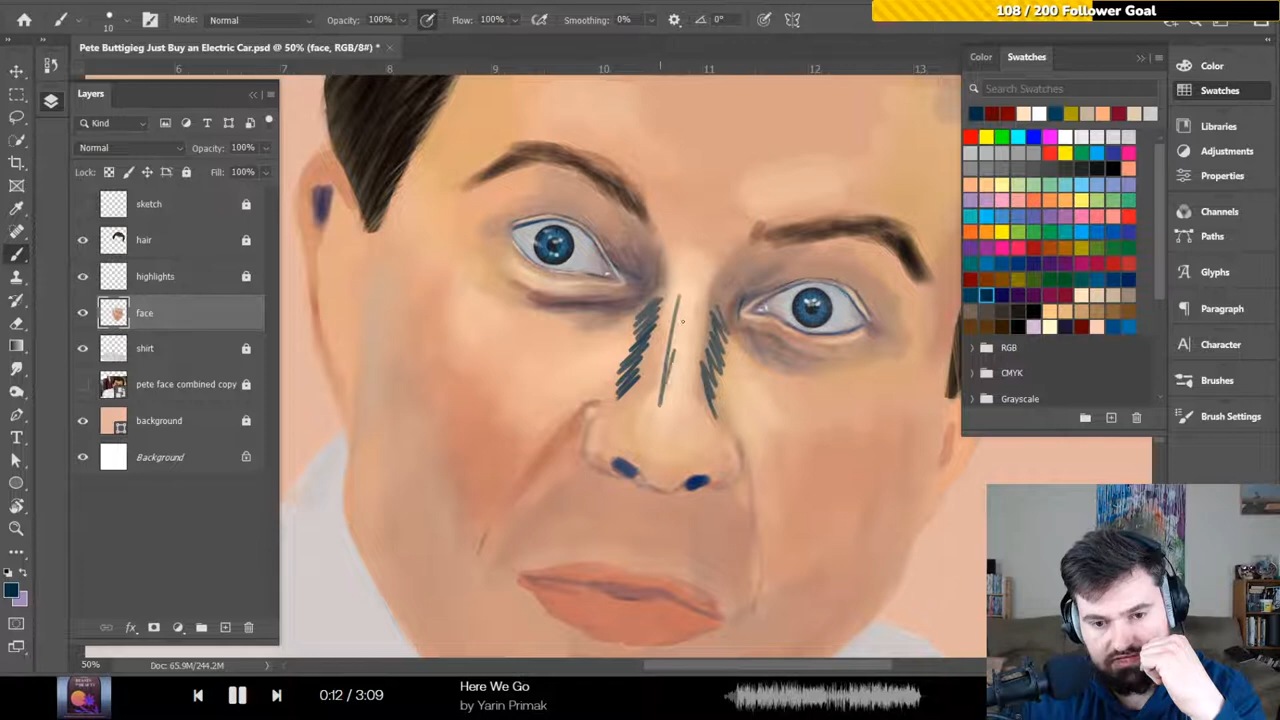 108 / 200 Follower Goal
10
Mode: Normal
Opacity: 100%
Flow: 100%
Smoothing: 0%
0°
Pete Buttigieg Just Buy an Electric Car.psd @ 50% (face, RGB/8#) *
6 7 8 9 10 11 12 13
Layers
Kind
Normal
Opacity: 100%
Lock:
Fill: 100%
sketch
hair
highlights
face
shirt
pete face combined copy
background
Background
fx
50%
Doc: 65.9M/244.2M
Color
Swatches
Search Swatches
RGB
CMYK
Grayscale
Color
Swatches
Libraries
Adjustments
Properties
Channels
Paths
Glyphs
Paragraph
Character
Brushes
Brush Settings
0:12 / 3:09
Here We Go
by Yarin Primak